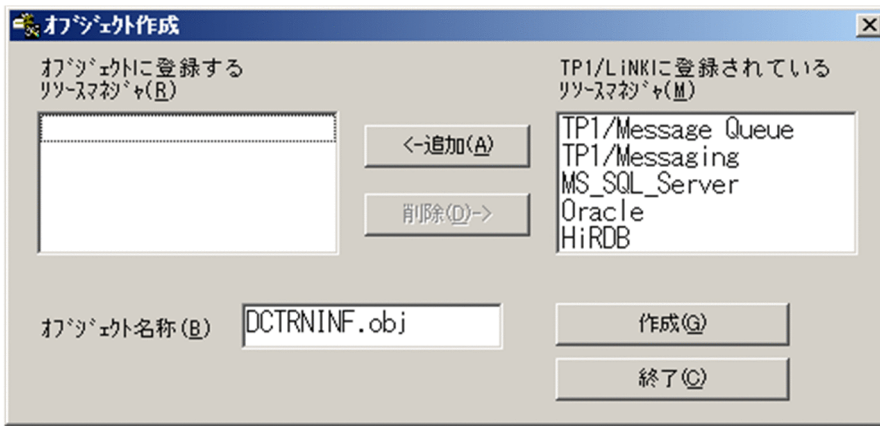 ｵﾌﾞｼﾞｪｸﾄ作成
ｵﾌﾞｼﾞｪｸﾄに登録する
ﾘｿｰｽﾏﾈｼﾞｬ(R)
TP1/LiNKに登録されている
ﾘｿｰｽﾏﾈｼﾞｬ(M)
<-追加(A)
削除(D)->
TP1/Message Queue
TP1/Messaging
MS_SQL_Server
Oracle
HiRDB
ｵﾌﾞｼﾞｪｸﾄ名称(B)
DCTRNINF.obj
作成(G)
終了(C)